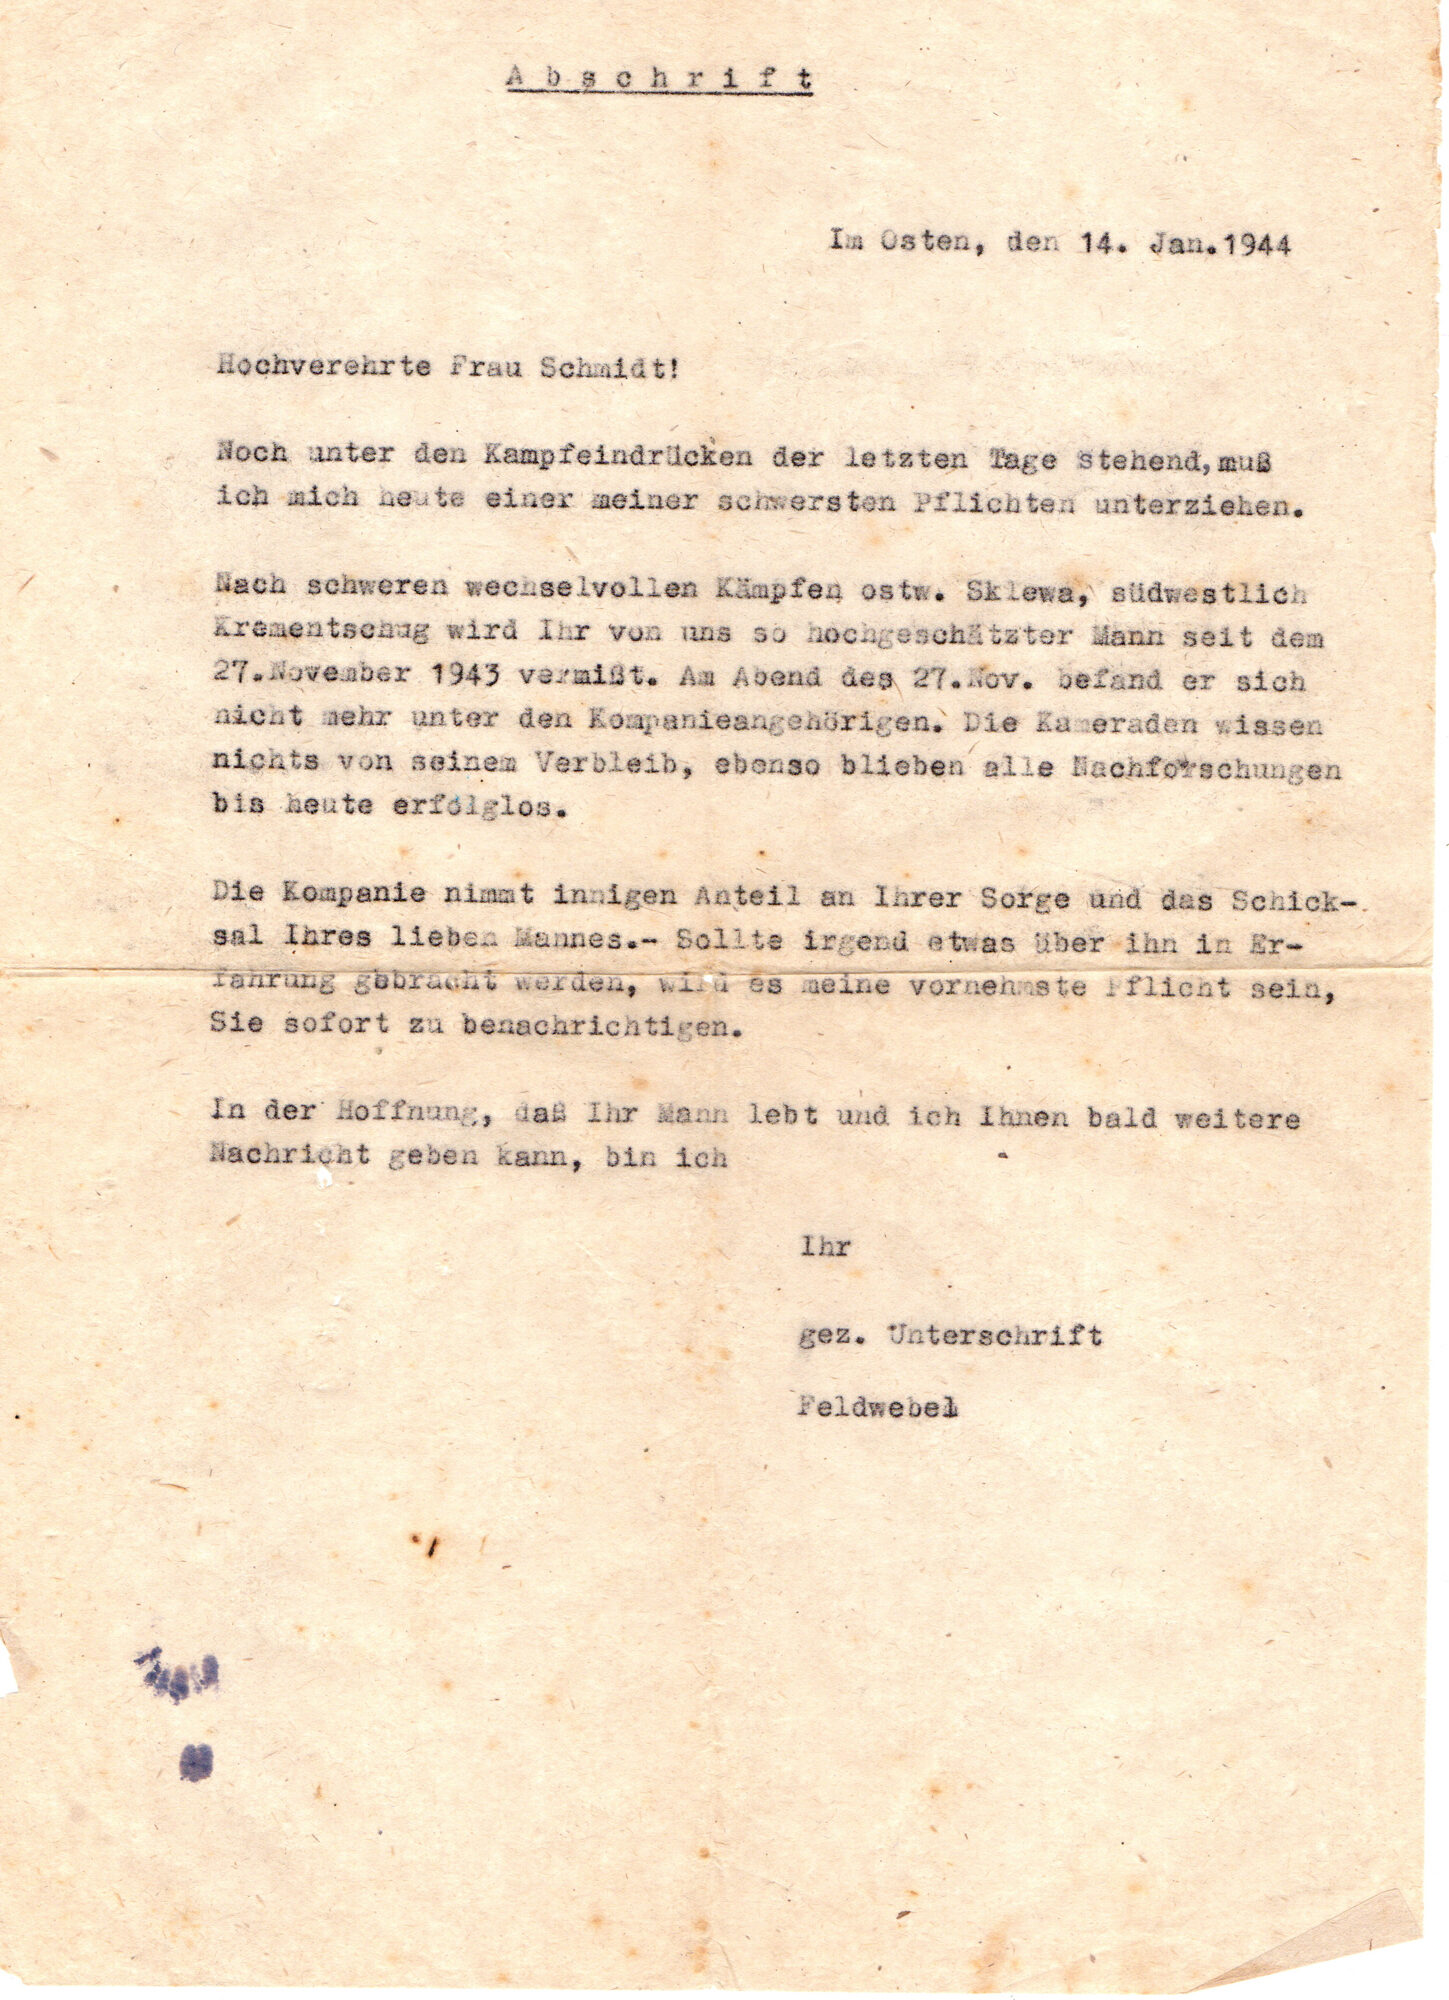 Abschrift
Im Osten, den 14. Jan.1944
Hochverehrte Frau Schmidt!
Noch unter den Kampfeindrücken der letzten Tage stehend,muß
ich mich heute einer meiner schwersten Pflichten unterziehen.
Nach schweren wechselvollen Kämpfen ostw. Sklewa, südwestlich
Krementschug wird Ihr von uns so hochgeschätzter Mann seit dem
27.November 1943 vermißt. Am Abend des 27.Nov. befand er sich
nicht mehr unter den Kompanieangehörigen. Die Kameraden wissen
nichts von seinem Verbleib, ebenso blieben alle Nachforschungen
bis heute erfolglos.
Die Kompanie nimmt innigen Anteil an Ihrer Sorge und das Schick-
sal Ihres lieben Mannes.- Sollte irgend etwas über ihn in Er-
fahrung gebracht werden, wird es meine vornehmste Pflicht sein,
Sie sofort zu benachrichtigen.
In der Hoffnung, daß Ihr Mann lebt und ich Ihnen bald weitere
Nachricht geben kann, bin ich
Ihr
gez. Unterschrift
Feldwebel